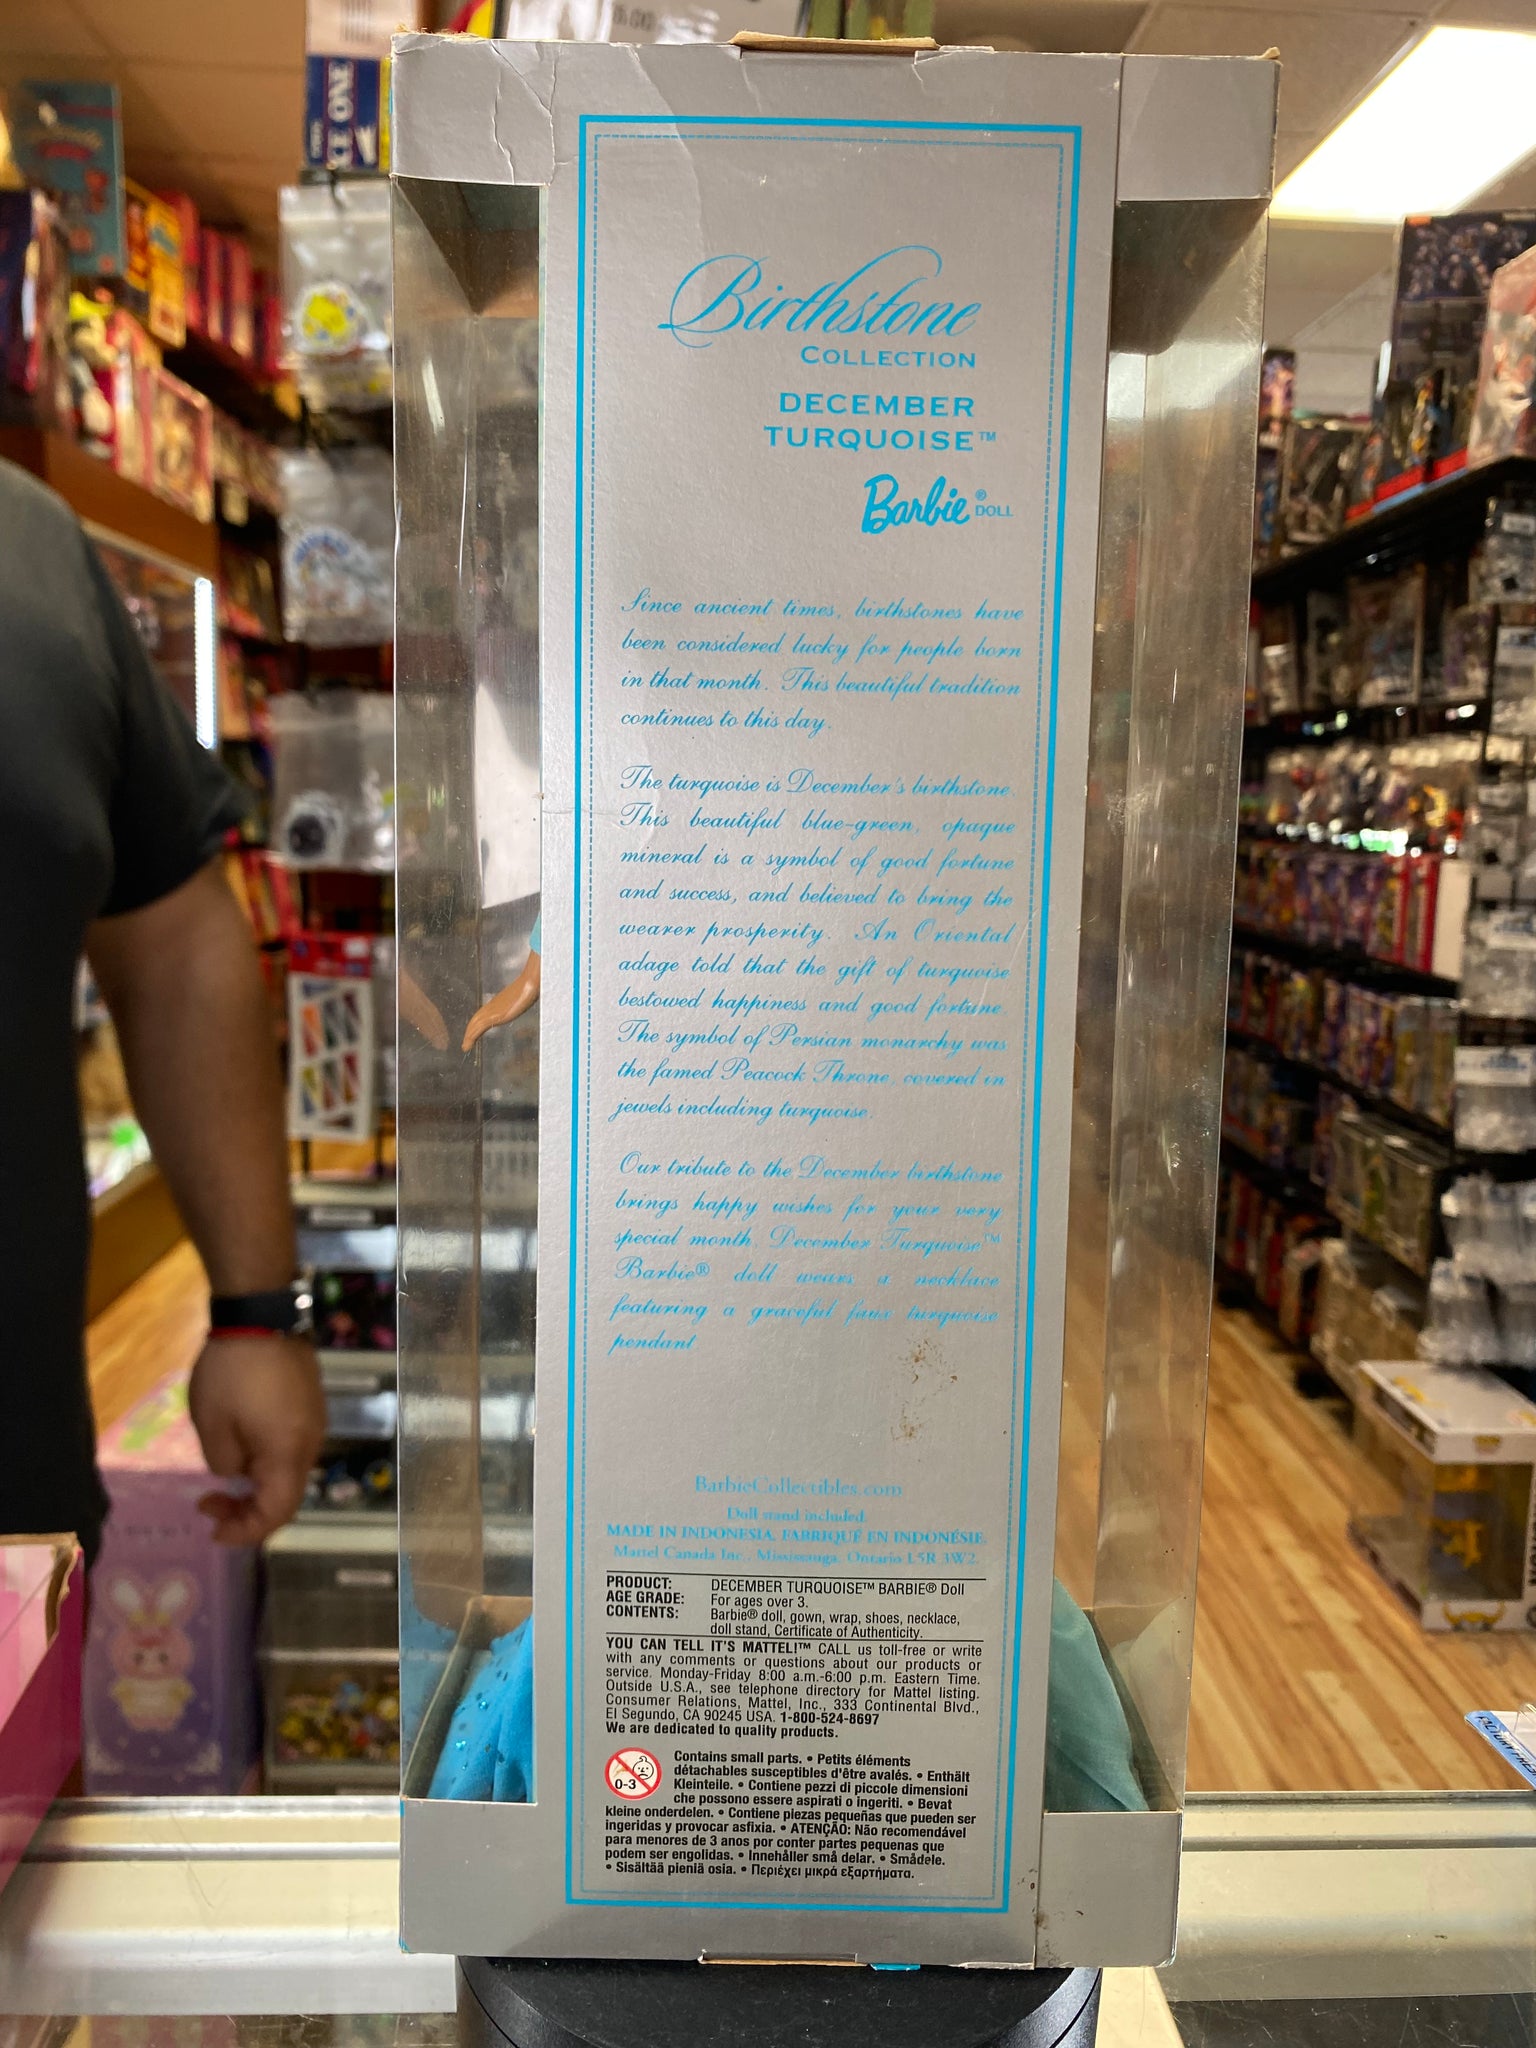 Birthstone
COLLECTION
DECEMBER
TURQUOISE™
Barbie® DOLL
Since ancient times, birthstones have
been considered lucky for people born
in that month. This beautiful tradition
continues to this day.
The turquoise is December's birthstone.
This beautiful blue-green, opaque
mineral is a symbol of good fortune
and success, and believed to bring the
wearer prosperity. An Oriental
adage told that the gift of turquoise
bestowed happiness and good fortune.
The symbol of Persian monarchy was
the famed Peacock Throne, covered in
jewels including turquoise.
Our tribute to the December birthstone
brings happy wishes for your very
special month. December Turquoise™
Barbie® doll wears a necklace
featuring a graceful faux turquoise
pendant.
BarbieCollectibles.com
Doll stand included.
MADE IN INDONESIA. FABRIQUÉ EN INDONÉSIE.
Mattel Canada Inc., Mississauga, Ontario L5R 3W2.
PRODUCT: DECEMBER TURQUOISE™ BARBIE® Doll
AGE GRADE: For ages over 3.
CONTENTS: Barbie® doll, gown, wrap, shoes, necklace,
doll stand, Certificate of Authenticity.
YOU CAN TELL IT'S MATTEL!™ CALL us toll-free or write
with any comments or questions about our products or
service. Monday-Friday 8:00 a.m.-6:00 p.m. Eastern Time.
Outside U.S.A., see telephone directory for Mattel listing.
Consumer Relations, Mattel, Inc., 333 Continental Blvd.,
El Segundo, CA 90245 USA. 1-800-524-8697
We are dedicated to quality products.
0-3
Contains small parts. • Petits éléments
détachables susceptibles d'être avalés. • Enthält
Kleinteile. • Contiene pezzi di piccole dimensioni
che possono essere aspirati o ingeriti. • Bevat
kleine onderdelen. • Contiene piezas pequeñas que pueden ser
ingeridas y provocar asfixia. • ATENÇÃO: Não recomendável
para menores de 3 anos por conter partes pequenas que
podem ser engolidas. • Innehåller små delar. • Smådele.
• Sisältää pieniä osia. • Περιέχει μικρά εξαρτήματα.